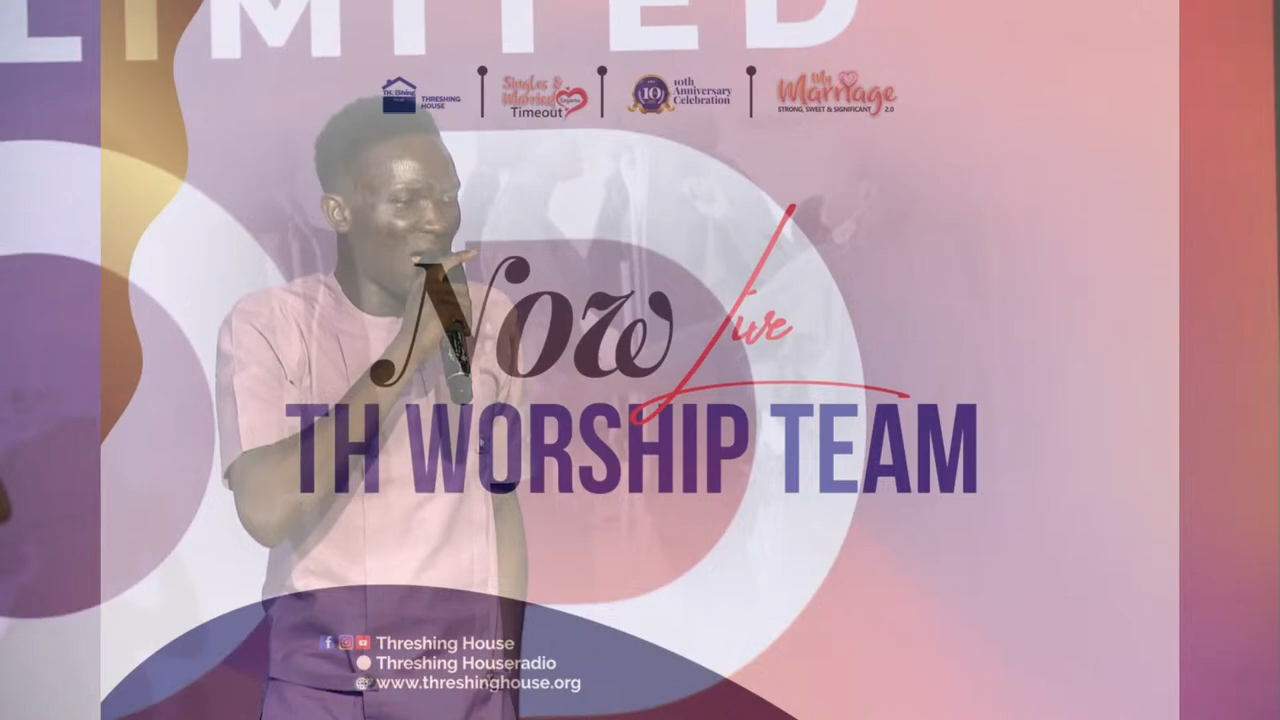 LIMITED
THRESHING
HOUSE
Singles &
Married
Timeout
10
10th
Anniversary
Celebration
My
Marriage
STRONG, SWEET & SIGNIFICANT 2.0
Now Live
TH WORSHIP TEAM
Threshing House
Threshing Houseradio
www.threshinghouse.org